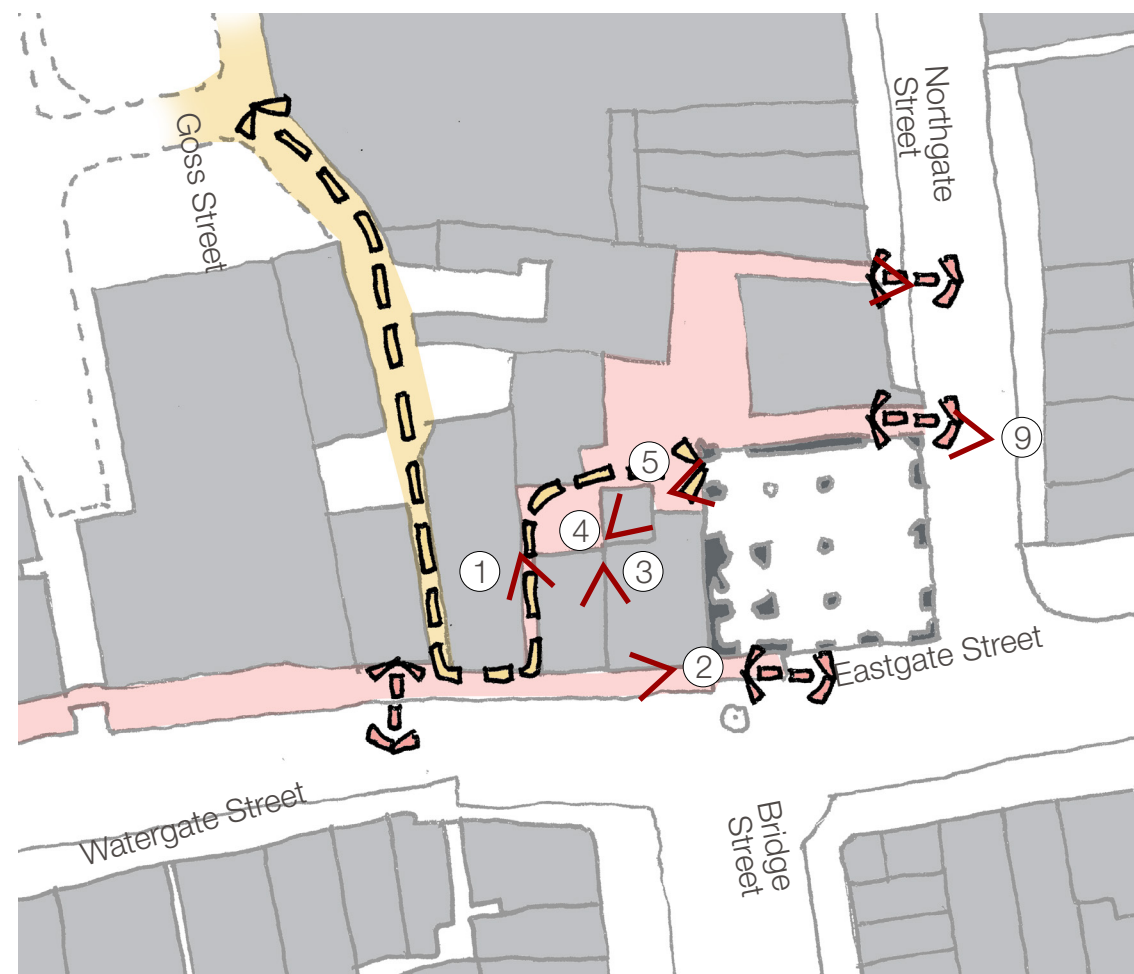 Northgate
Street
Goss Street
9
5
4
1
3
2
Eastgate Street
Watergate Street
Bridge
Street